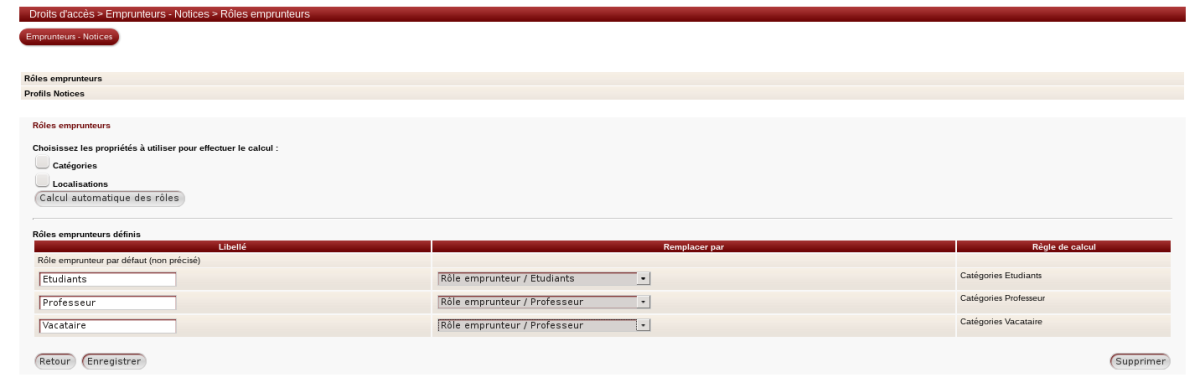 Droits d'accès > Emprunteurs - Notices > Rôles emprunteurs
Emprunteurs - Notices
Rôles emprunteurs
Profils Notices
Rôles emprunteurs
Choisissez les propriétés à utiliser pour effectuer le calcul :
Catégories
Localisations
Calcul automatique des rôles
Rôles emprunteurs définis
Libellé Remplacer par Règle de calcul
Rôle emprunteur par défaut (non précisé)
Etudiants Rôle emprunteur / Etudiants Catégories Etudiants
Professeur Rôle emprunteur / Professeur Catégories Professeur
Vacataire Rôle emprunteur / Professeur Catégories Vacataire
Retour Enregistrer Supprimer